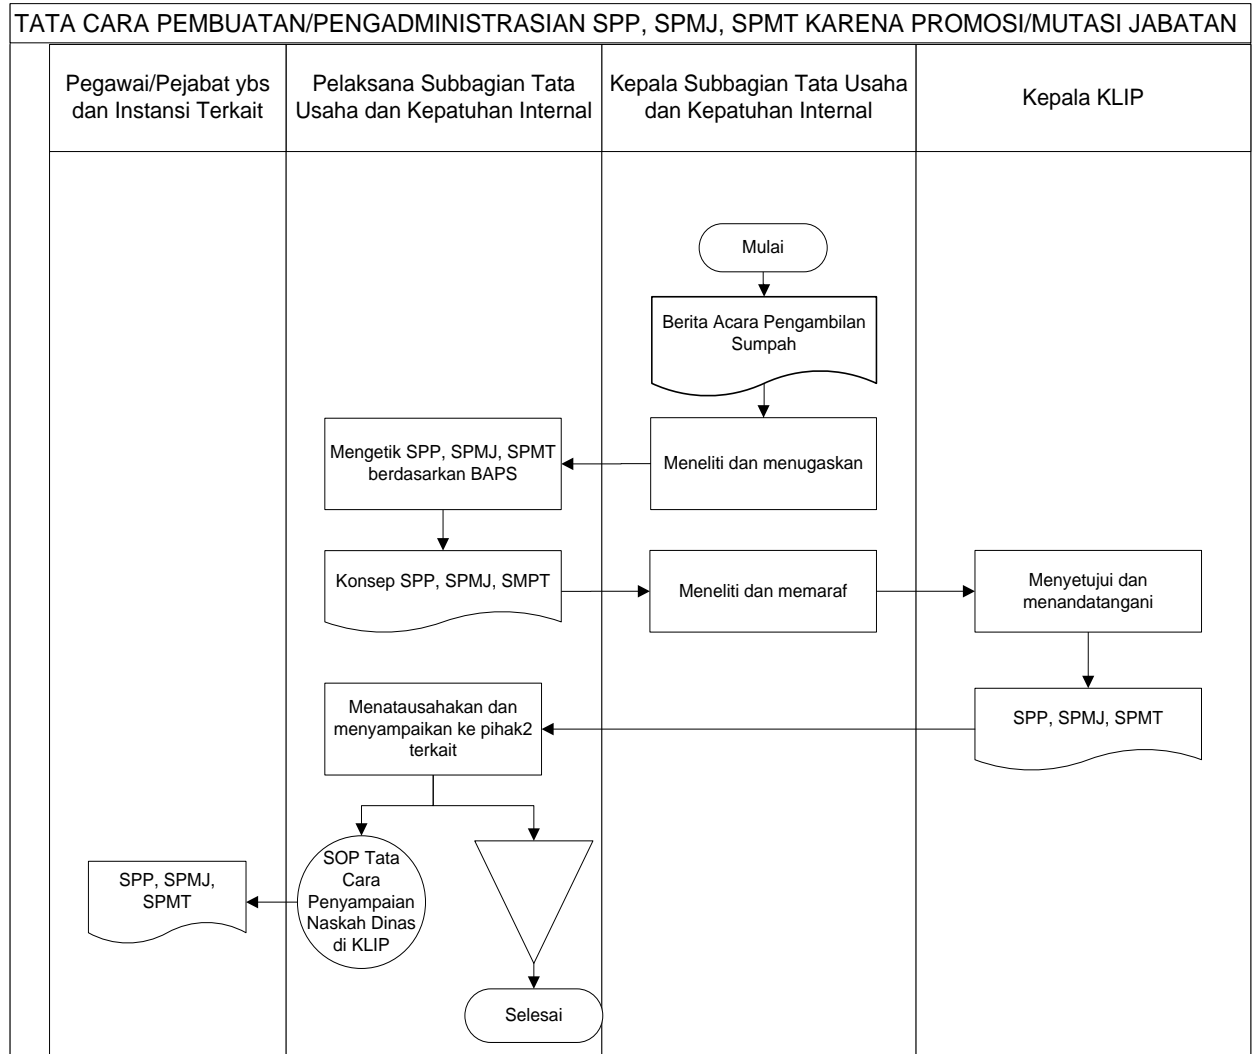 TATA CARA PEMBUATAN/PENGADMINISTRASIAN SPP, SPMJ, SPMT KARENA PROMOSI/MUTASI JABATAN
Pegawai/Pejabat ybs
dan Instansi Terkait
Pelaksana Subbagian Tata
Usaha dan Kepatuhan Internal
Kepala Subbagian Tata Usaha
dan Kepatuhan Internal
Kepala KLIP
Mulai
Berita Acara Pengambilan
Sumpah
Mengetik SPP, SPMJ, SPMT
berdasarkan BAPS
Meneliti dan menugaskan
Konsep SPP, SPMJ, SMPT
Meneliti dan memaraf
Menyetujui dan
menandatangani
Menatausahakan dan
menyampaikan ke pihak2
terkait
SPP, SPMJ, SPMT
SPP, SPMJ,
SPMT
SOP Tata
Cara
Penyampaian
Naskah Dinas
di KLIP
Selesai